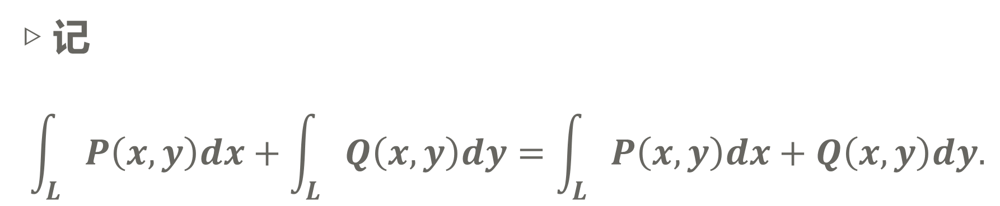 ▷ 记
∫_L P(x,y)dx + ∫_L Q(x,y)dy = ∫_L P(x,y)dx + Q(x,y)dy.